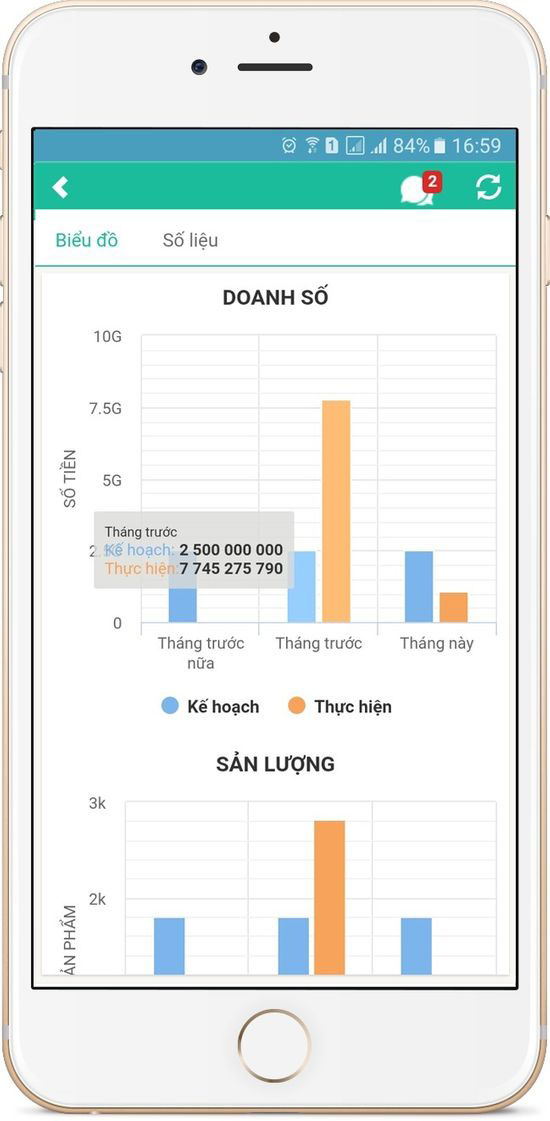 1 84% 16:59
2
Biểu đồ Số liệu
DOANH SỐ
10G
7.5G
5G
0
SỐ TIỀN
Tháng trước
Kế hoạch: 2 500 000 000
Thực hiện: 7 745 275 790
Tháng trước nữa
Tháng trước
Tháng này
Kế hoạch Thực hiện
SẢN LƯỢNG
3k
2k
ẢN PHẨM